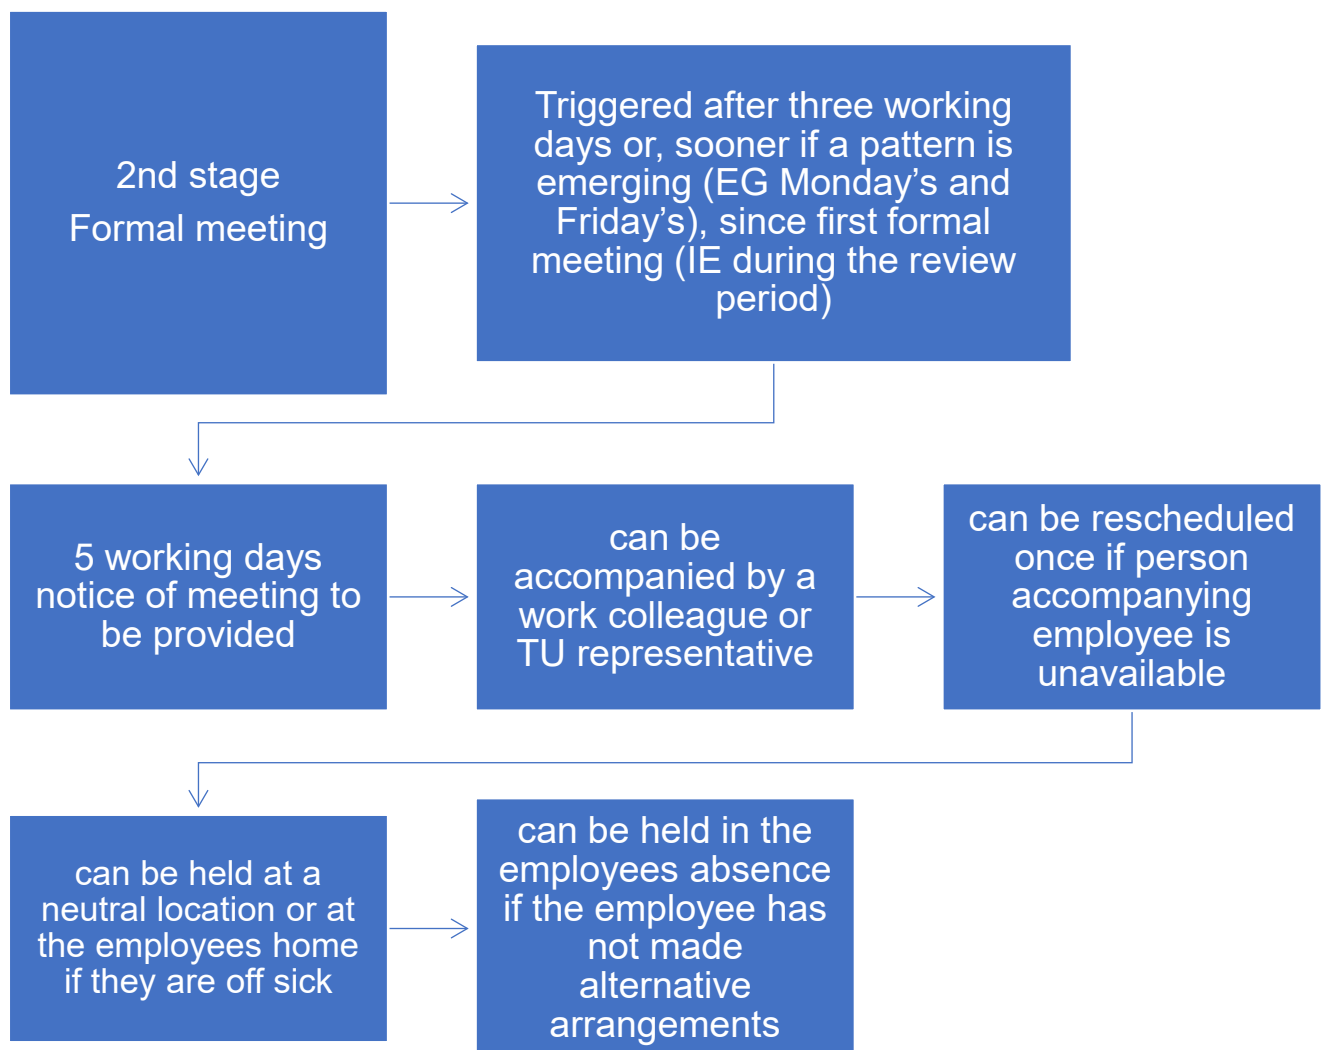 2nd stage
Formal meeting
Triggered after three working
days or, sooner if a pattern is
emerging (EG Monday’s and
Friday’s), since first formal
meeting (IE during the review
period)
5 working days
notice of meeting to
be provided
can be
accompanied by a
work colleague or
TU representative
can be rescheduled
once if person
accompanying
employee is
unavailable
can be held at a
neutral location or at
the employees home
if they are off sick
can be held in the
employees absence
if the employee has
not made
alternative
arrangements